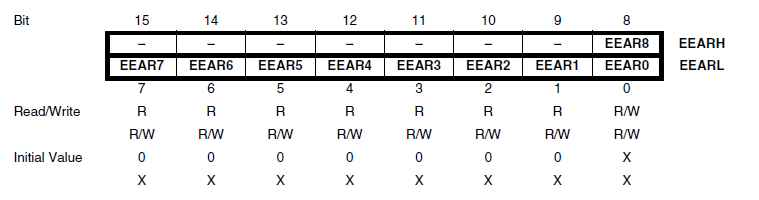 Bit 15 14 13 12 11 10 9 8
– – – – – – – EEAR8 EEARH
EEAR7 EEAR6 EEAR5 EEAR4 EEAR3 EEAR2 EEAR1 EEAR0 EEARL
7 6 5 4 3 2 1 0
Read/Write R R R R R R R R/W
R/W R/W R/W R/W R/W R/W R/W R/W
Initial Value 0 0 0 0 0 0 0 X
X X X X X X X X